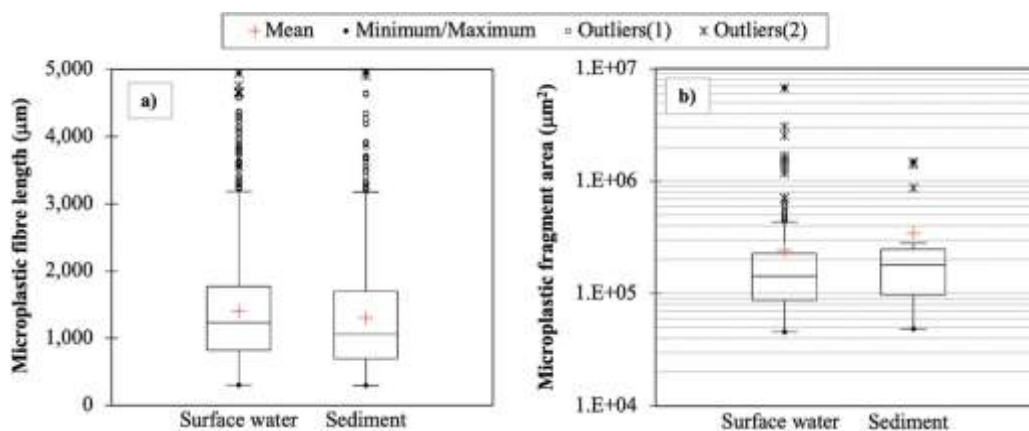 Mean Minimum/Maximum Outliers(1) Outliers(2)
a)
Microplastic fibre length (μm)
5,000
4,000
3,000
2,000
1,000
0
Surface water Sediment
b)
Microplastic fragment area (μm²)
1.E+07
1.E+06
1.E+05
1.E+04
Surface water Sediment